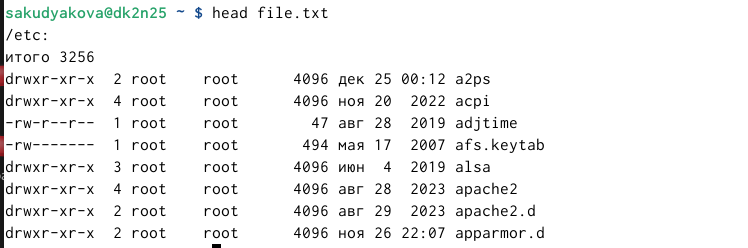 sakudyakova@dk2n25 ~ $ head file.txt
/etc:
итого 3256
drwxr-xr-x  2 root    root       4096 дек 25 00:12 a2ps
drwxr-xr-x  4 root    root       4096 ноя 20  2022 acpi
-rw-r--r--  1 root    root         47 авг 28  2019 adjtime
-rw-------  1 root    root        494 мая 17  2007 afs.keytab
drwxr-xr-x  3 root    root       4096 июн  4  2019 alsa
drwxr-xr-x  4 root    root       4096 авг 28  2023 apache2
drwxr-xr-x  2 root    root       4096 авг 29  2023 apache2.d
drwxr-xr-x  2 root    root       4096 ноя 26 22:07 apparmor.d